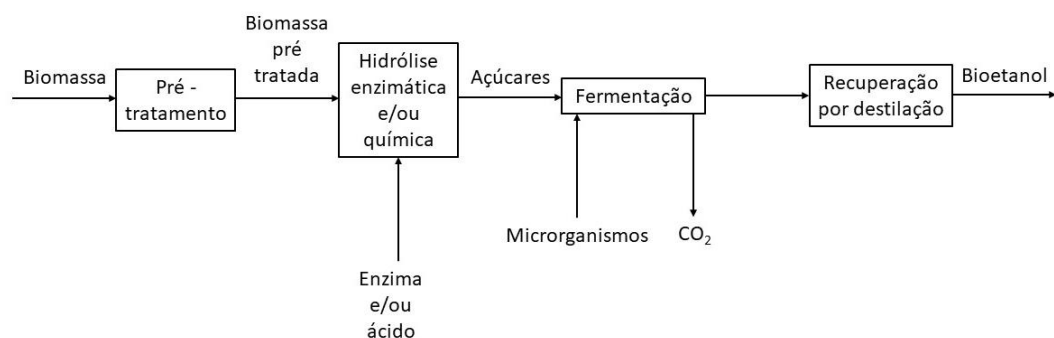 Biomassa
Pré -
tratamento
Biomassa
pré
tratada
Hidrólise
enzimática
e/ou
química
Enzima
e/ou
ácido
Açúcares
Fermentação
Microrganismos
CO₂
Recuperação
por destilação
Bioetanol